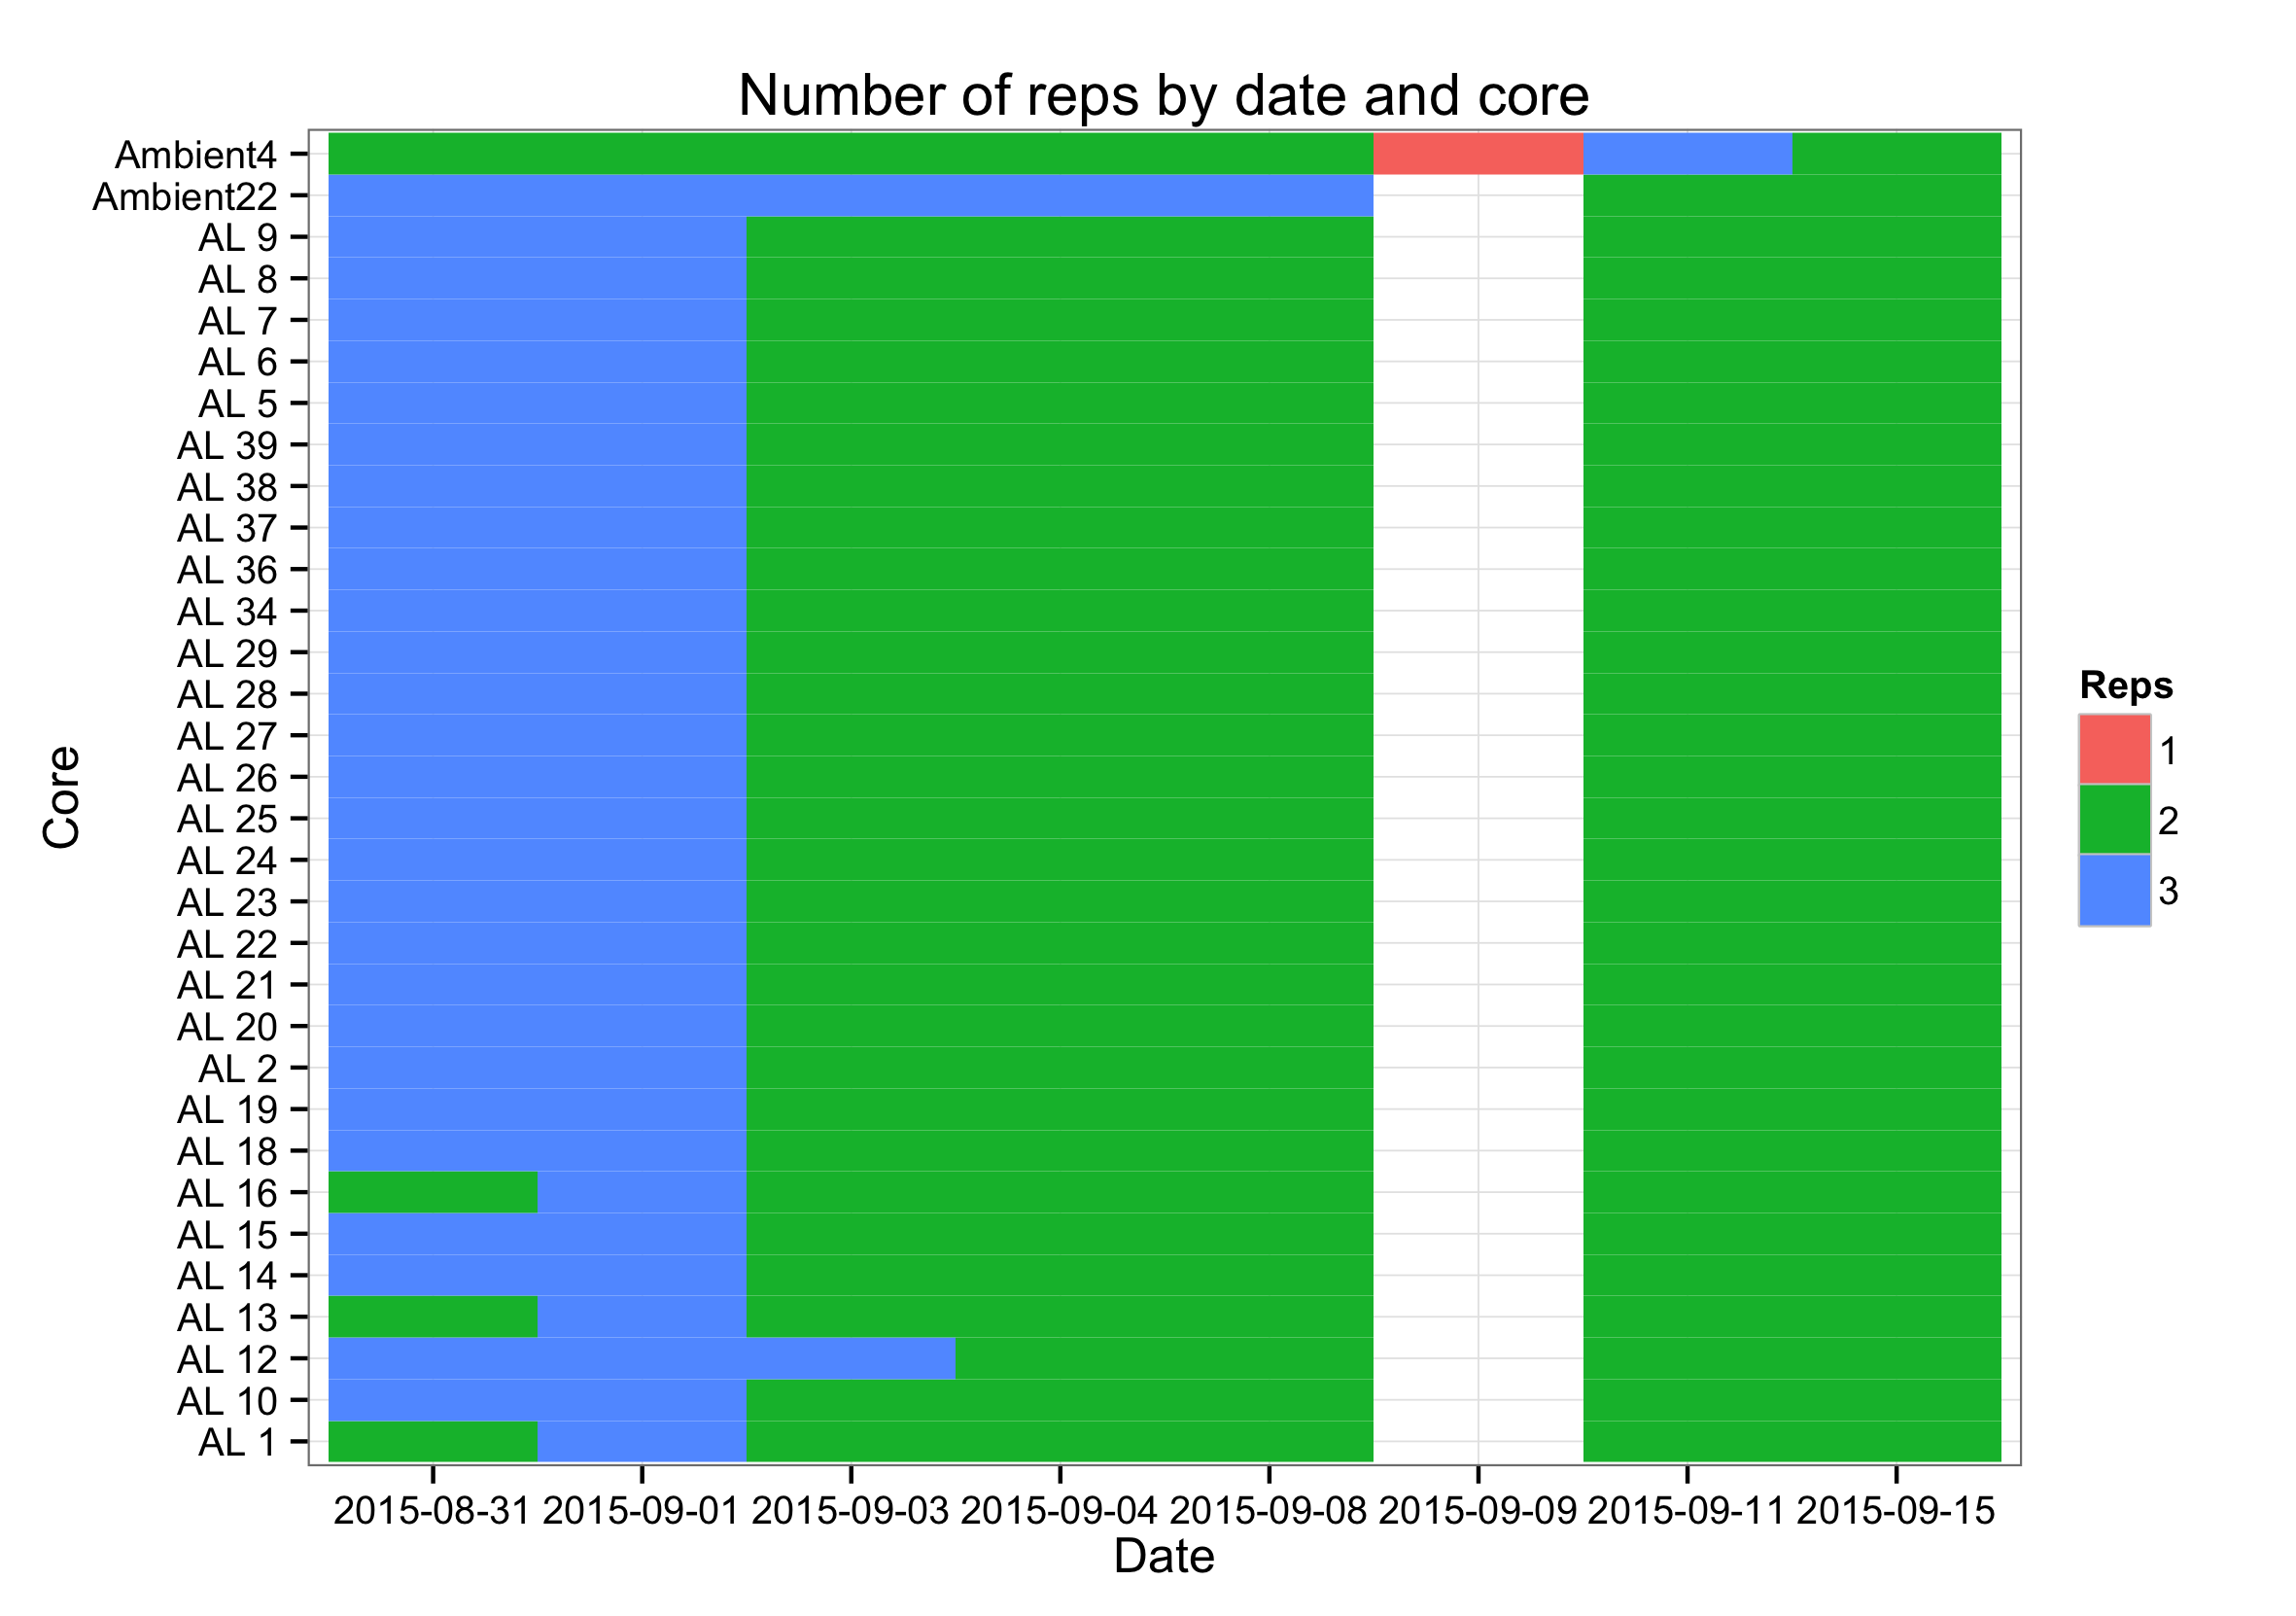 Number of reps by date and core
Ambient4
Ambient22
AL 9
AL 8
AL 7
AL 6
AL 5
AL 39
AL 38
AL 37
AL 36
AL 34
AL 29
AL 28
AL 27
AL 26
AL 25
AL 24
AL 23
AL 22
AL 21
AL 20
AL 2
AL 19
AL 18
AL 16
AL 15
AL 14
AL 13
AL 12
AL 10
AL 1
Core
2015-08-31 2015-09-01 2015-09-03 2015-09-04 2015-09-08 2015-09-09 2015-09-11 2015-09-15
Date
Reps
1
2
3